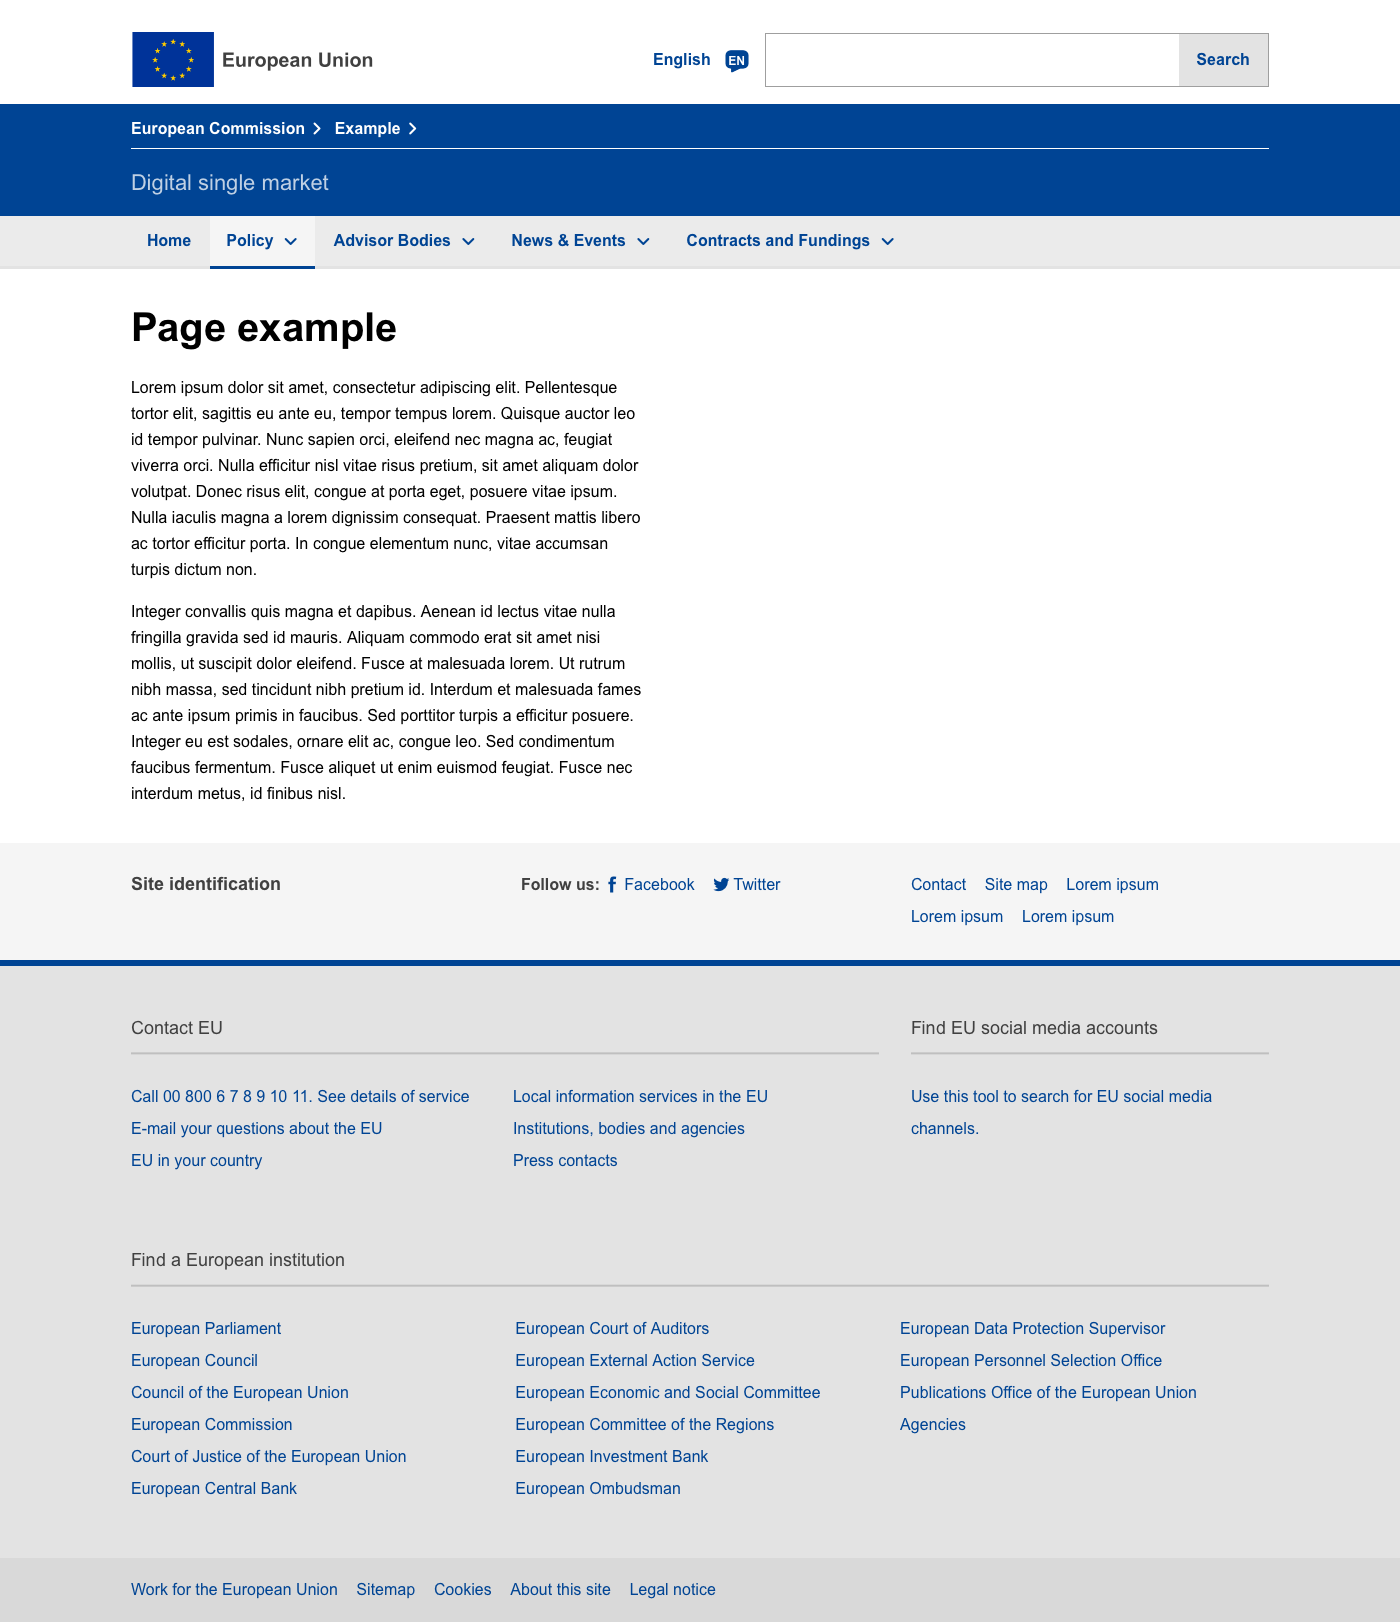 European Union
English EN
Search
European Commission Example
Digital single market
Home Policy Advisor Bodies News & Events Contracts and Fundings
Page example
Lorem ipsum dolor sit amet, consectetur adipiscing elit. Pellentesque
tortor elit, sagittis eu ante eu, tempor tempus lorem. Quisque auctor leo
id tempor pulvinar. Nunc sapien orci, eleifend nec magna ac, feugiat
viverra orci. Nulla efficitur nisl vitae risus pretium, sit amet aliquam dolor
volutpat. Donec risus elit, congue at porta eget, posuere vitae ipsum.
Nulla iaculis magna a lorem dignissim consequat. Praesent mattis libero
ac tortor efficitur porta. In congue elementum nunc, vitae accumsan
turpis dictum non.
Integer convallis quis magna et dapibus. Aenean id lectus vitae nulla
fringilla gravida sed id mauris. Aliquam commodo erat sit amet nisi
mollis, ut suscipit dolor eleifend. Fusce at malesuada lorem. Ut rutrum
nibh massa, sed tincidunt nibh pretium id. Interdum et malesuada fames
ac ante ipsum primis in faucibus. Sed porttitor turpis a efficitur posuere.
Integer eu est sodales, ornare elit ac, congue leo. Sed condimentum
faucibus fermentum. Fusce aliquet ut enim euismod feugiat. Fusce nec
interdum metus, id finibus nisl.
Site identification
Follow us: Facebook Twitter
Contact Site map Lorem ipsum
Lorem ipsum Lorem ipsum
Contact EU
Call 00 800 6 7 8 9 10 11. See details of service
E-mail your questions about the EU
EU in your country
Local information services in the EU
Institutions, bodies and agencies
Press contacts
Find EU social media accounts
Use this tool to search for EU social media
channels.
Find a European institution
European Parliament
European Council
Council of the European Union
European Commission
Court of Justice of the European Union
European Central Bank
European Court of Auditors
European External Action Service
European Economic and Social Committee
European Committee of the Regions
European Investment Bank
European Ombudsman
European Data Protection Supervisor
European Personnel Selection Office
Publications Office of the European Union
Agencies
Work for the European Union Sitemap Cookies About this site Legal notice